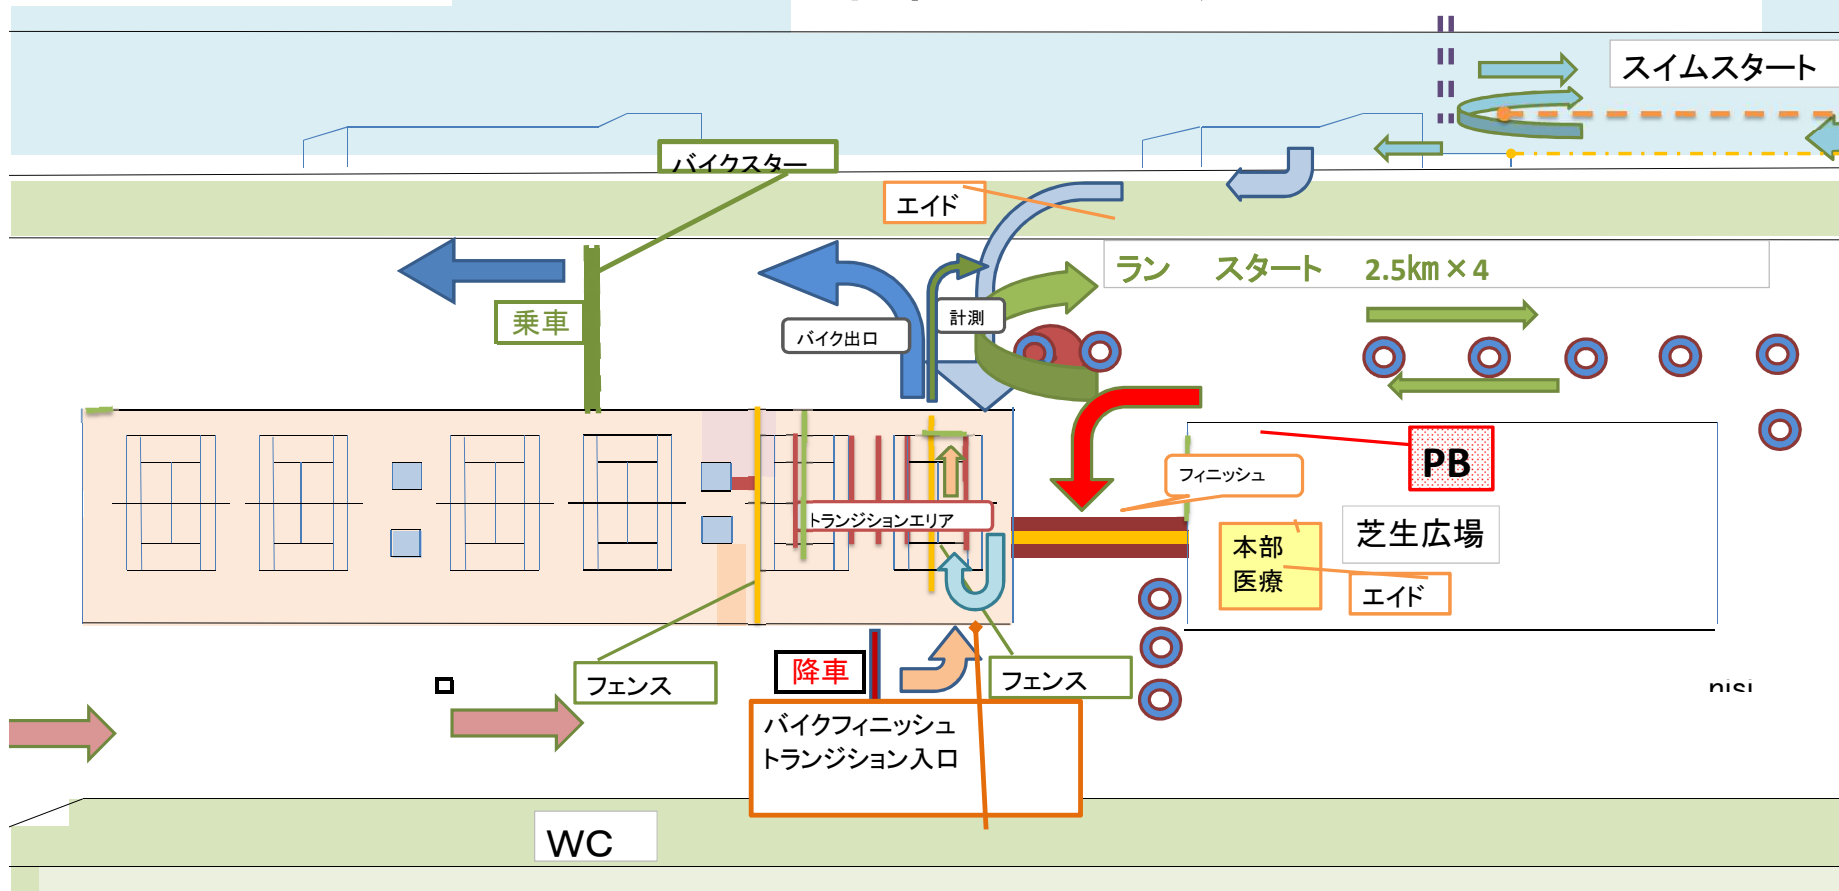 スイムスタート
バイクスター
エイド
ラン スタート 2.5㎞×4
乗車
バイク出口
計測
PB
フィニッシュ
トランジションエリア
芝生広場
本部
医療
エイド
降車
フェンス
フェンス
nisi
バイクフィニッシュ
トランジション入口
WC